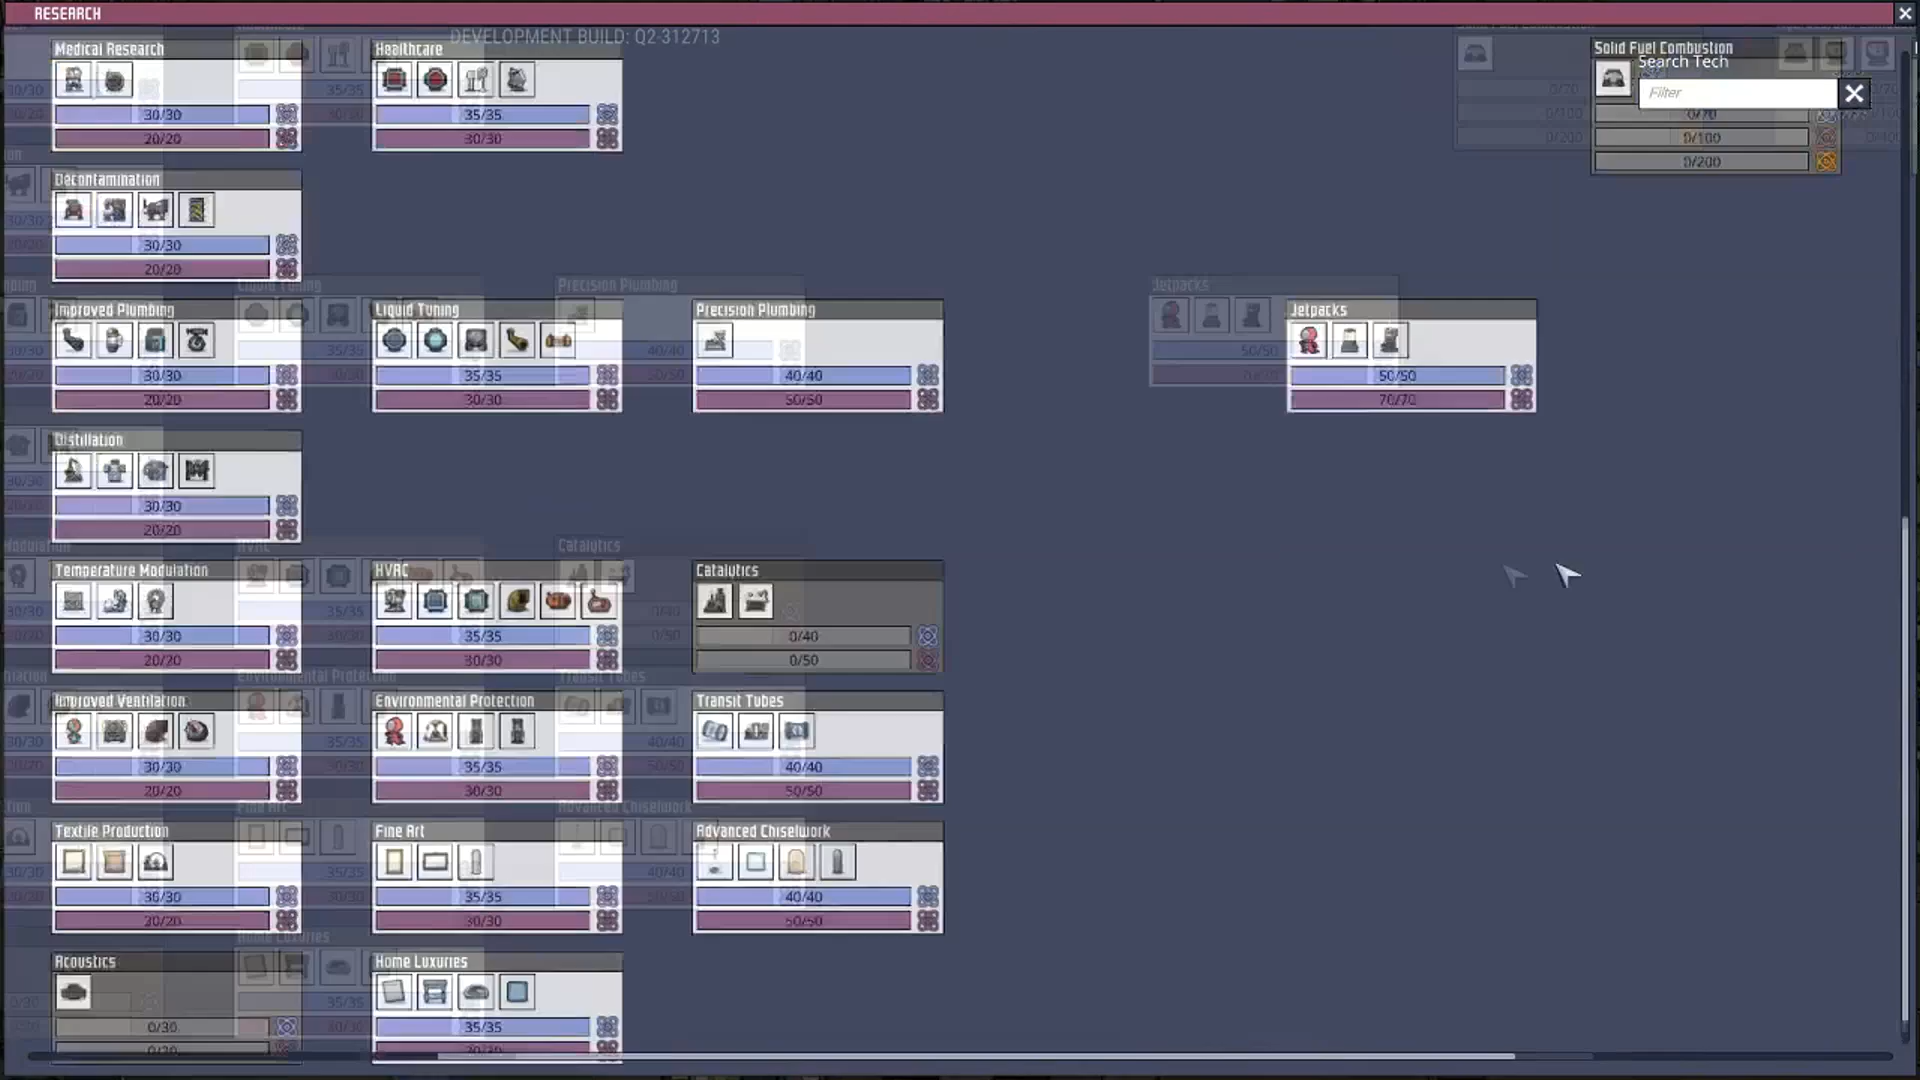 RESEARCH
DEVELOPMENT BUILD: Q2-312713
Medical Research
30/30
20/20
Healthcare
35/35
30/30
Solid Fuel Combustion
Search Tech
Filter
0/70
0/100
0/200
Decontamination
30/30
20/20
Improved Plumbing
30/30
20/20
Liquid Tuning
35/35
30/30
Precision Plumbing
40/40
50/50
Jetpacks
50/50
70/70
Distillation
30/30
20/20
Temperature Modulation
30/30
20/20
HVAC
35/35
30/30
Catalytics
0/40
0/50
Improved Ventilation
30/30
20/20
Environmental Protection
35/35
30/30
Transit Tubes
40/40
50/50
Textile Production
30/30
20/20
Fine Art
35/35
30/30
Advanced Chiselwork
40/40
50/50
Acoustics
0/30
Home Luxuries
35/35